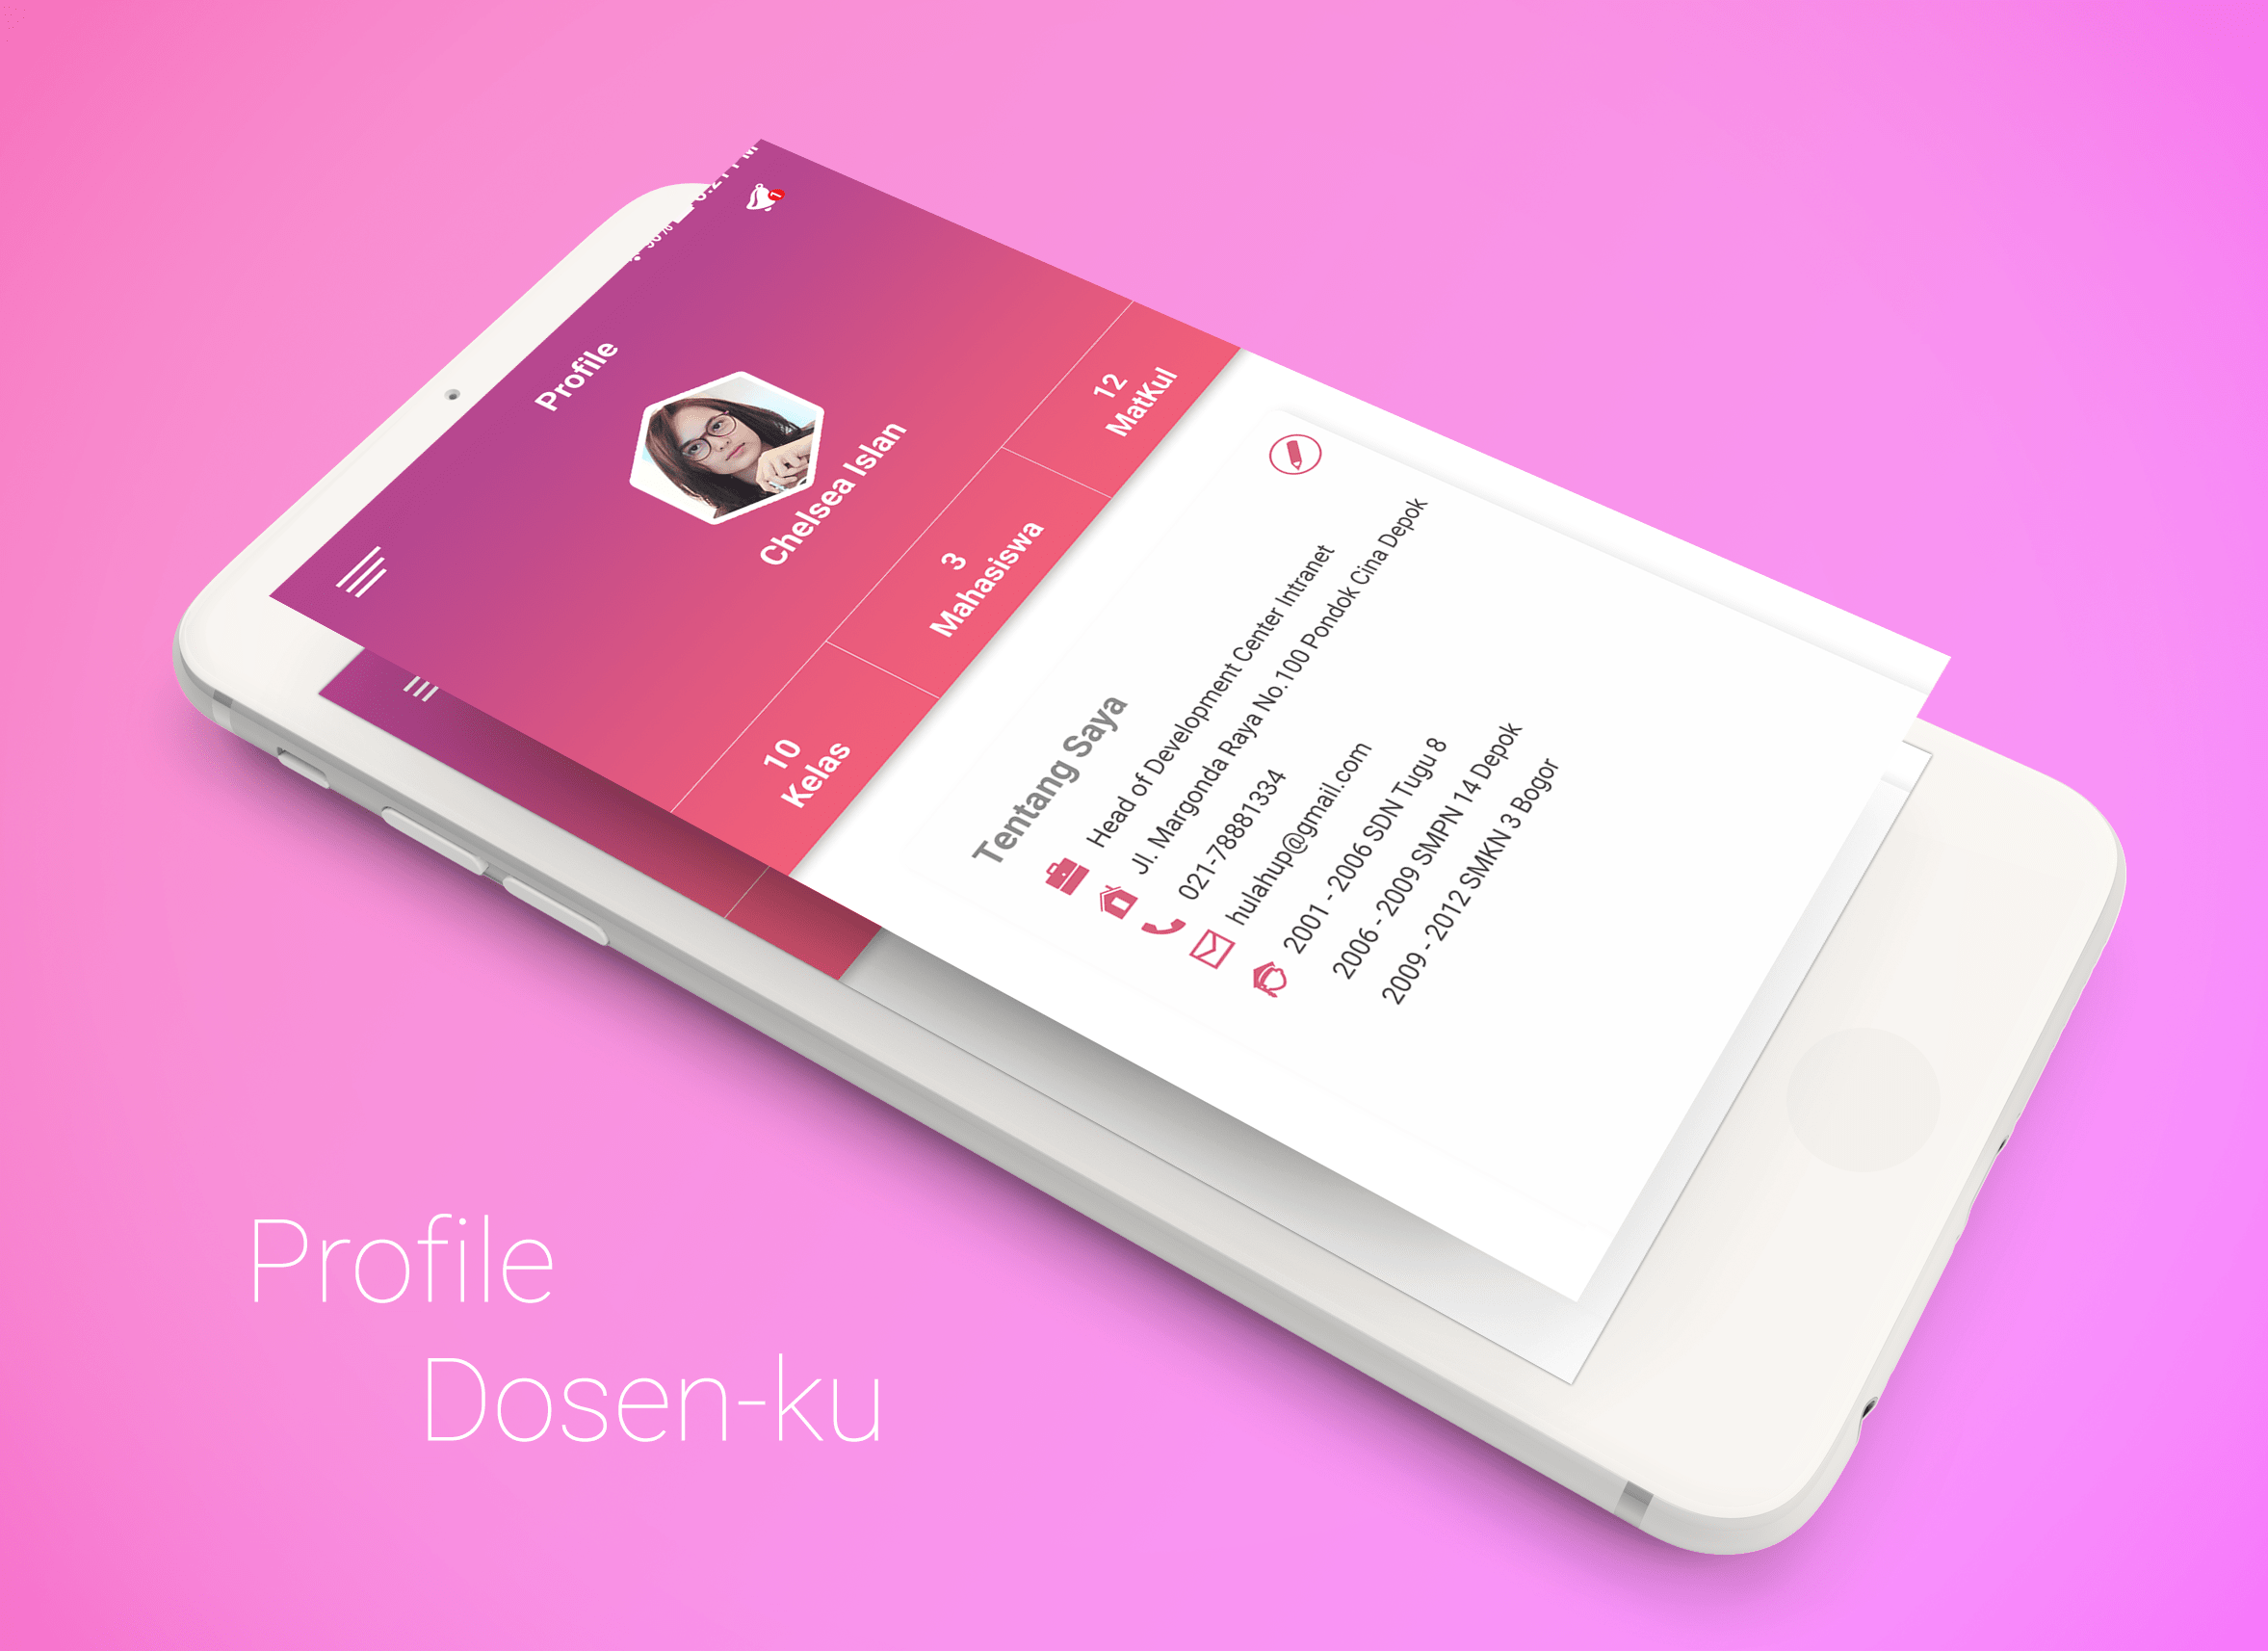 Profile
1
Chelsea Islan
10
Kelas
3
Mahasiswa
12
MatKul
Tentang Saya
Head of Development Center Intranet
Jl. Margonda Raya No.100 Pondok Cina Depok
021-78881334
hulahup@gmail.com
2001 - 2006 SDN Tugu 8
2006 - 2009 SMPN 14 Depok
2009 - 2012 SMKN 3 Bogor
Profile
Dosen-ku